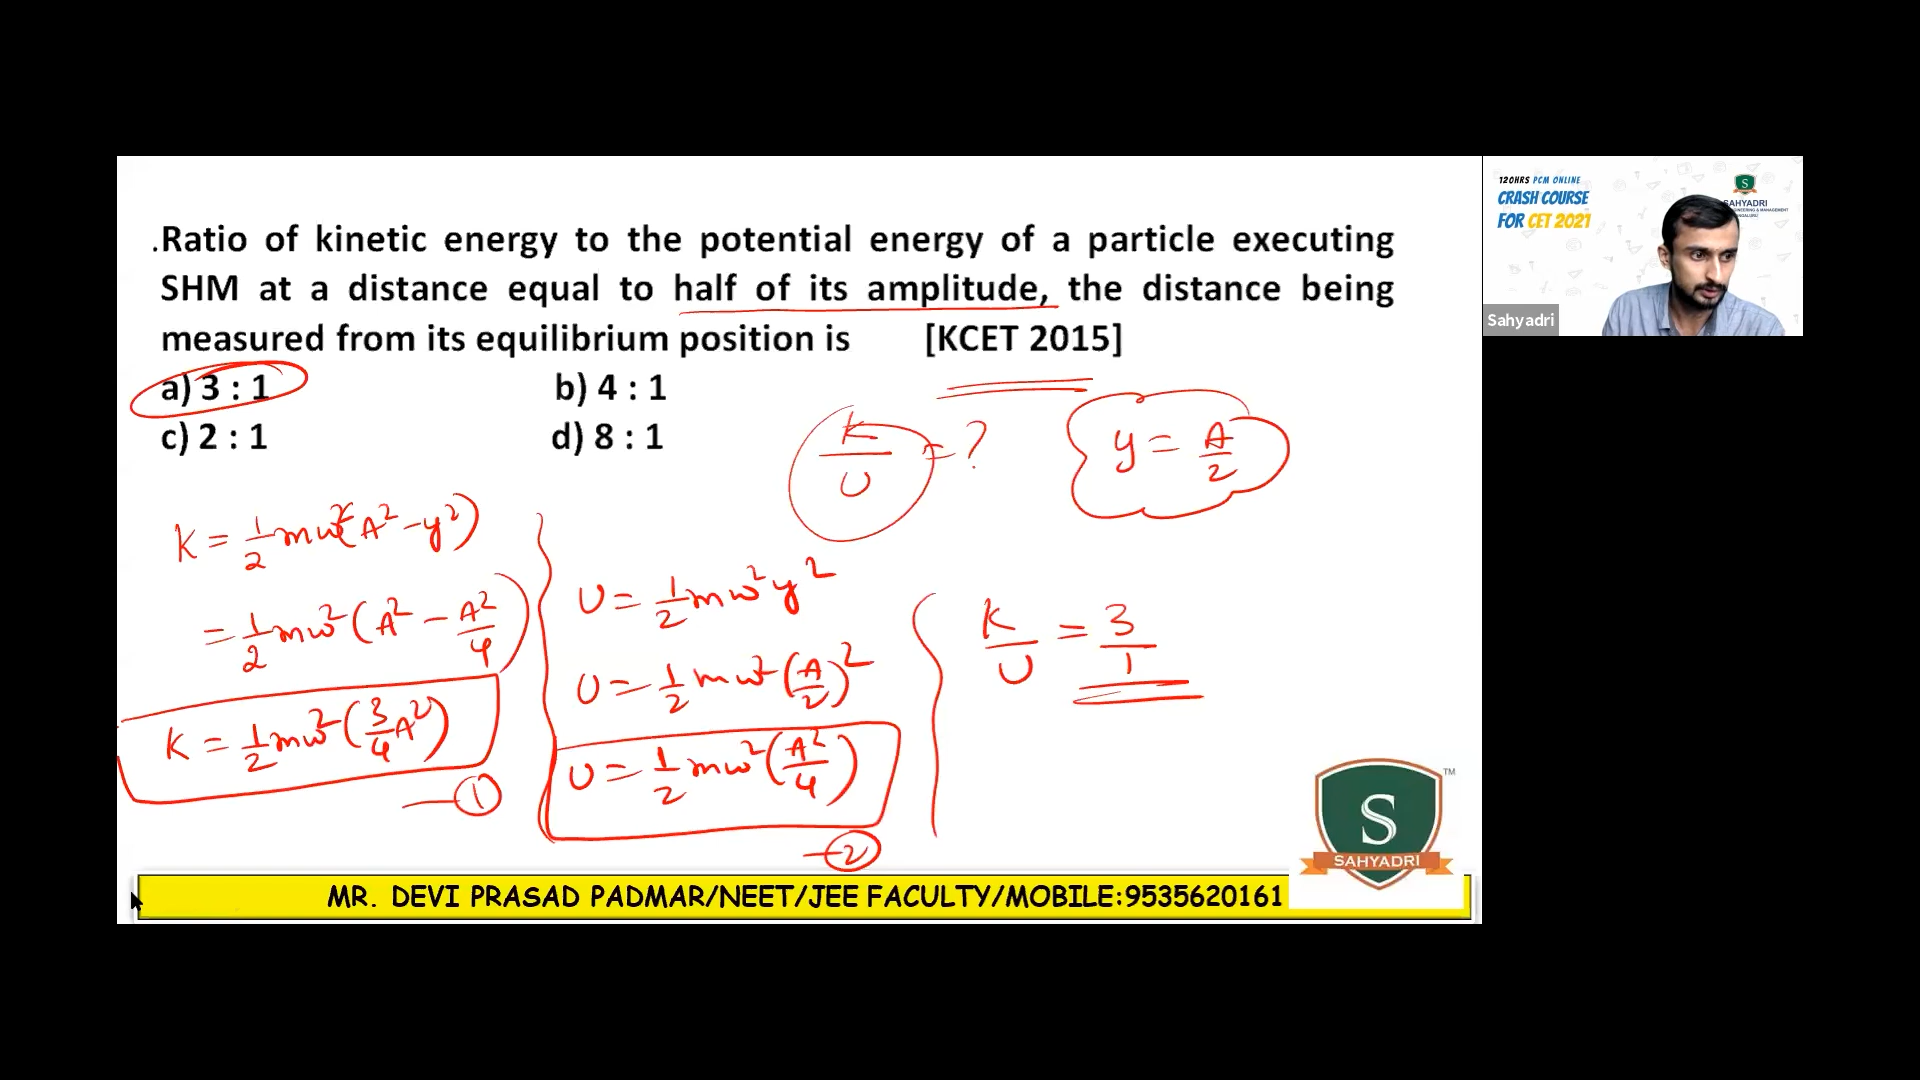 .Ratio of kinetic energy to the potential energy of a particle executing
SHM at a distance equal to half of its amplitude, the distance being
measured from its equilibrium position is [KCET 2015]
a) 3 : 1 b) 4 : 1
c) 2 : 1 d) 8 : 1
K/U = ?
y = A/2
K = 1/2 mω²(A² - y²)
= 1/2 mω² (A² - A²/4)
K = 1/2 mω² (3/4 A²)
—①
U = 1/2 mω² y²
U = 1/2 mω² (A/2)²
U = 1/2 mω² (A²/4)
—②
K/U = 3/1
S
SAHYADRI
TM
MR. DEVI PRASAD PADMAR/NEET/JEE FACULTY/MOBILE:9535620161
120HRS PCM ONLINE
CRASH COURSE
FOR CET 2021
S
SAHYADRI
Sahyadri